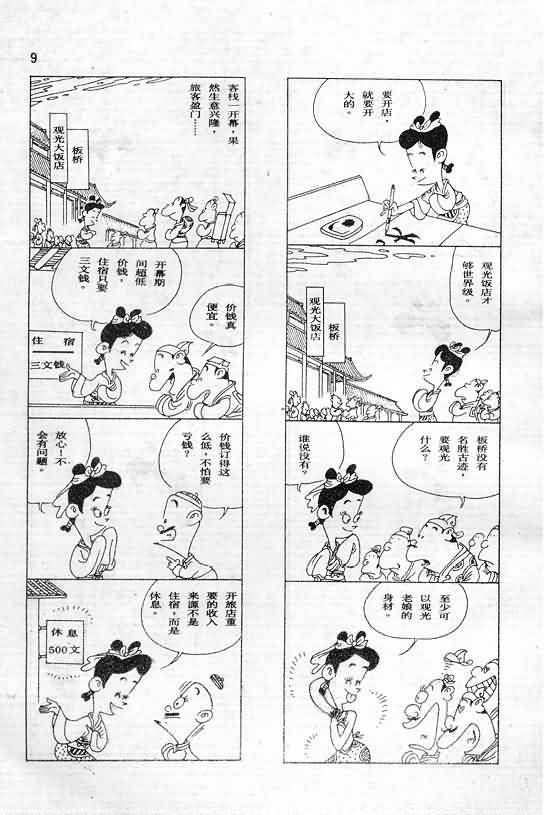 9
要开店，
就要开
大的。
观光饭店才
够世界级。
板桥
观光大饭店
板桥没有
名胜古迹，
要观光
什么？
谁说没有？
至少可
以观光
老娘的
身材。
客栈一开幕，果
然生意兴隆，
旅客盈门……
板桥
观光大饭店
开幕期
间超低
价钱，
住宿只要
三文钱。
价钱真
便宜。
住宿
三文钱
价钱订得这
么低，不怕要
亏钱？
放心！不
会有问题。
开旅店重
要的收入
来源不是
住宿，而是
休息。
休息
500文